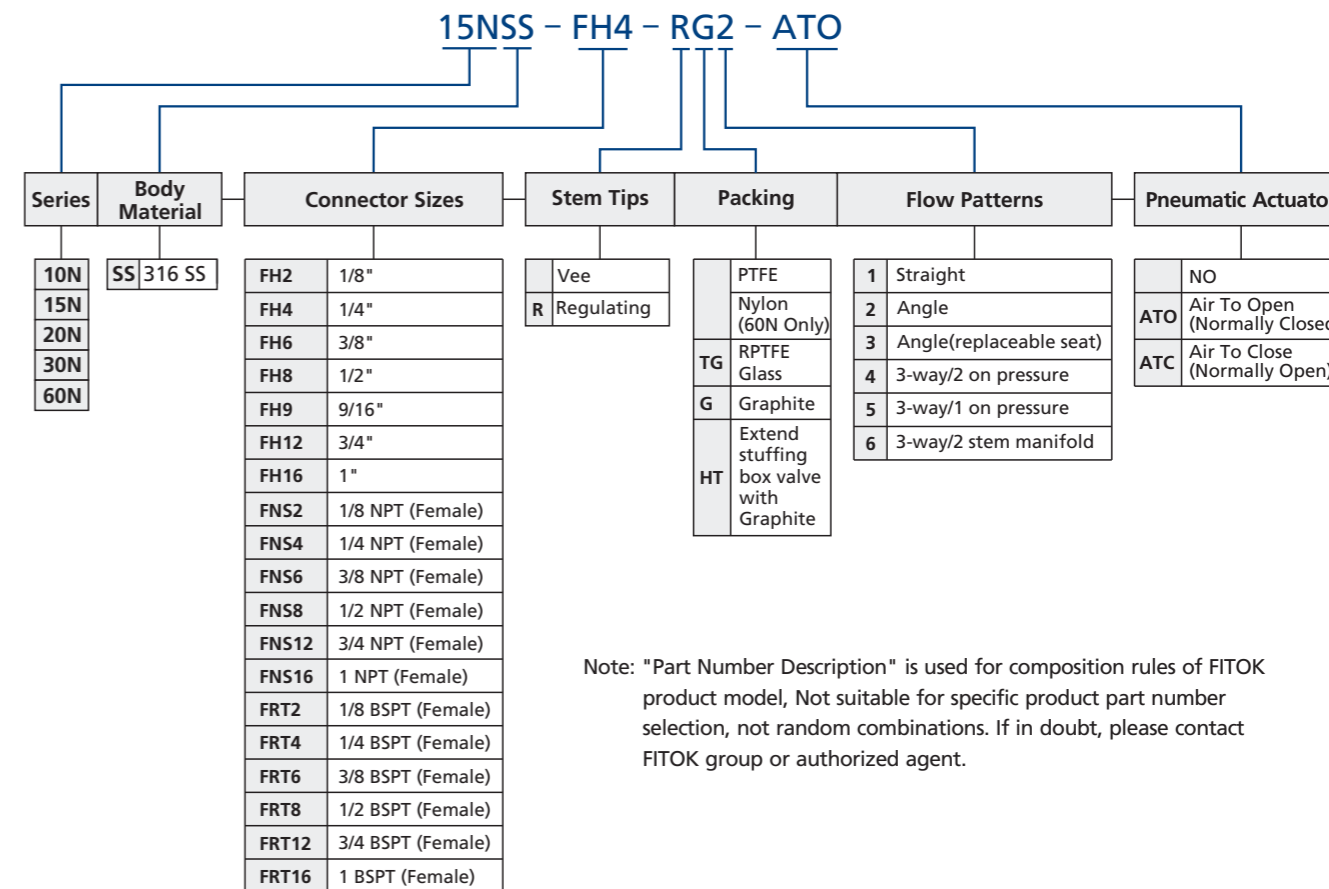 15NSS – FH4 – RG2 – ATO
Series
Body
Material
Connector Sizes
Stem Tips
Packing
Flow Patterns
Pneumatic Actuato
10N
15N
20N
30N
60N
SS 316 SS
FH2 1/8"
FH4 1/4"
FH6 3/8"
FH8 1/2"
FH9 9/16"
FH12 3/4"
FH16 1"
FNS2 1/8 NPT (Female)
FNS4 1/4 NPT (Female)
FNS6 3/8 NPT (Female)
FNS8 1/2 NPT (Female)
FNS12 3/4 NPT (Female)
FNS16 1 NPT (Female)
FRT2 1/8 BSPT (Female)
FRT4 1/4 BSPT (Female)
FRT6 3/8 BSPT (Female)
FRT8 1/2 BSPT (Female)
FRT12 3/4 BSPT (Female)
FRT16 1 BSPT (Female)
Vee
R Regulating
PTFE
Nylon
(60N Only)
TG RPTFE
Glass
G Graphite
HT Extend
stuffing
box valve
with
Graphite
1 Straight
2 Angle
3 Angle(replaceable seat)
4 3-way/2 on pressure
5 3-way/1 on pressure
6 3-way/2 stem manifold
NO
ATO Air To Open
(Normally Closed
ATC Air To Close
(Normally Open)
Note: "Part Number Description" is used for composition rules of FITOK
product model, Not suitable for specific product part number
selection, not random combinations. If in doubt, please contact
FITOK group or authorized agent.